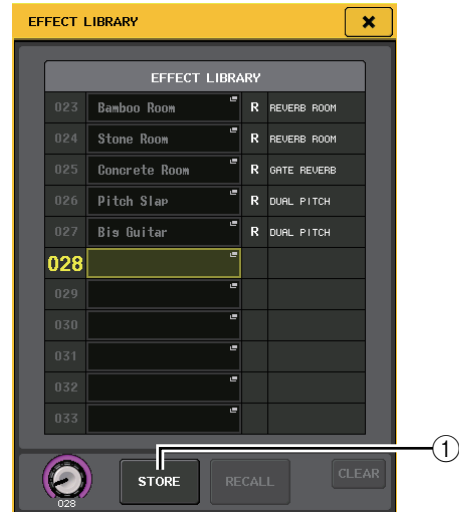 EFFECT LIBRARY
EFFECT LIBRARY
023 Bamboo Room R REVERB ROOM
024 Stone Room R REVERB ROOM
025 Concrete Room R GATE REVERB
026 Pitch Slap R DUAL PITCH
027 Big Guitar R DUAL PITCH
028
029
030
031
032
033
1
028 STORE RECALL CLEAR